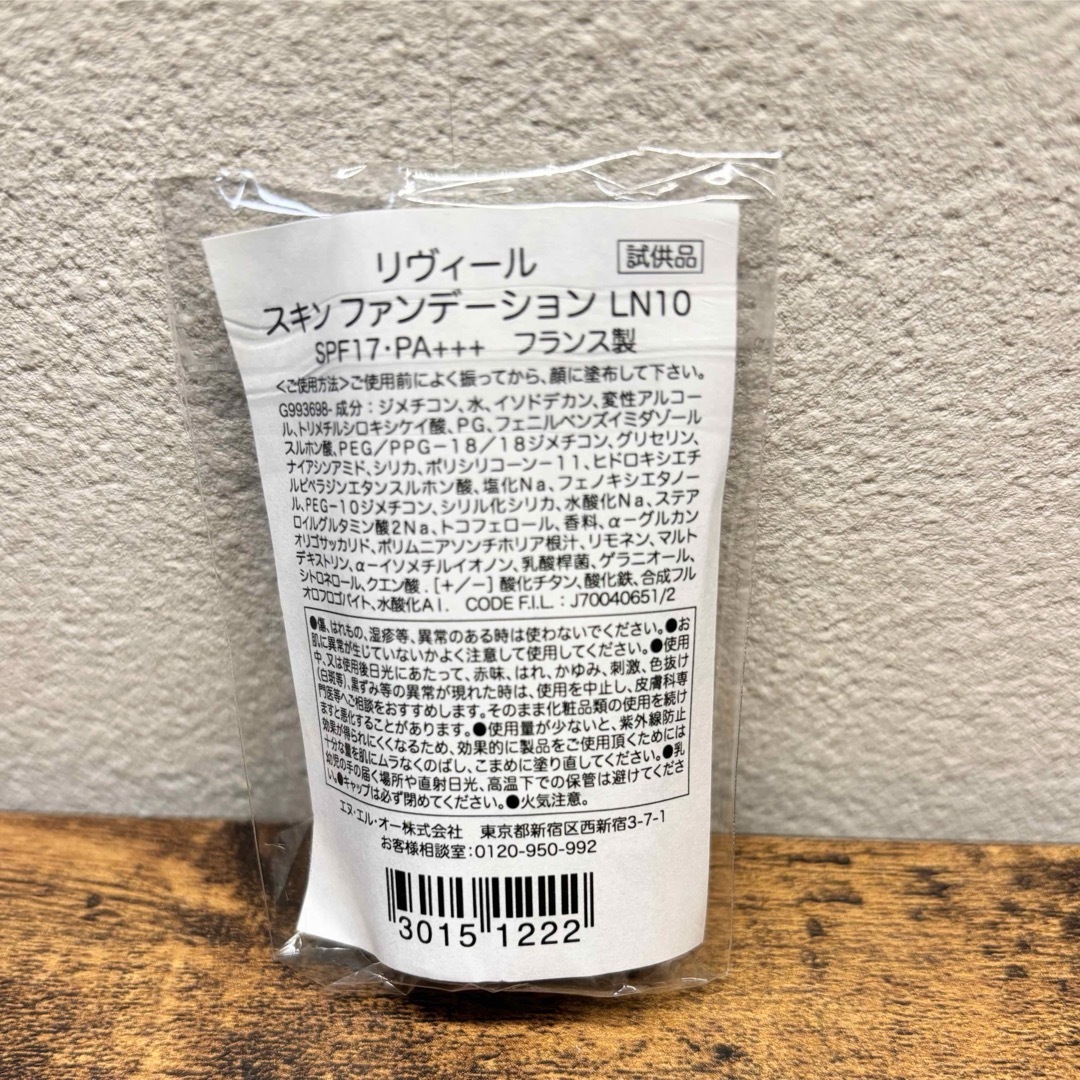 リヴィール 試供品
スキン ファンデーション LN10
SPF17・PA+++ フランス製
<ご使用方法>ご使用前によく振ってから、顔に塗布して下さい。
G993698- 成分：ジメチコン、水、イソドデカン、変性アルコー
ル、トリメチルシロキシケイ酸、PG、フェニルベンズイミダゾール
スルホン酸、PEG／PPG－18／18ジメチコン、グリセリン、
ナイアシンアミド、シリカ、ポリシリコーン－11、ヒドロキシエチ
ルピペラジンエタンスルホン酸、塩化Na、フェノキシエタノー
ル、PEG－10ジメチコン、シリル化シリカ、水酸化Na、ステア
ロイルグルタミン酸2Na、トコフェロール、香料、α－グルカン
オリゴサッカリド、ポリムニアソンチホリア根汁、リモネン、マルト
デキストリン、α－イソメチルイオノン、乳酸桿菌、ゲラニオール、
シトロネロール、クエン酸．［+／－］酸化チタン、酸化鉄、合成フル
オロフロゴパイト、水酸化Al． CODE F.I.L.：J70040651/2
●傷、はれもの、湿疹等、異常のある時は使わないでください。●お
肌に異常が生じていないかよく注意して使用してください。●使用
中、又は使用後日光にあたって、赤味、はれ、かゆみ、刺激、色抜け
(白斑等)、黒ずみ等の異常が現れた時は、使用を中止し、皮膚科専
門医等へご相談をおすすめします。そのまま化粧品類の使用を続け
ますと悪化することがあります。●使用量が少ないと、紫外線防止
効果が得られにくくなるため、効果的に製品をご使用頂くためには
十分な量を肌にムラなくのばし、こまめに塗り直してください。●乳
幼児の手の届く場所や直射日光、高温下での保管は避けてくださ
い。●キャップは必ず閉めてください。●火気注意。
エヌ・エル・オー株式会社 東京都新宿区西新宿3-7-1
お客様相談室：0120-950-992
3015 1222